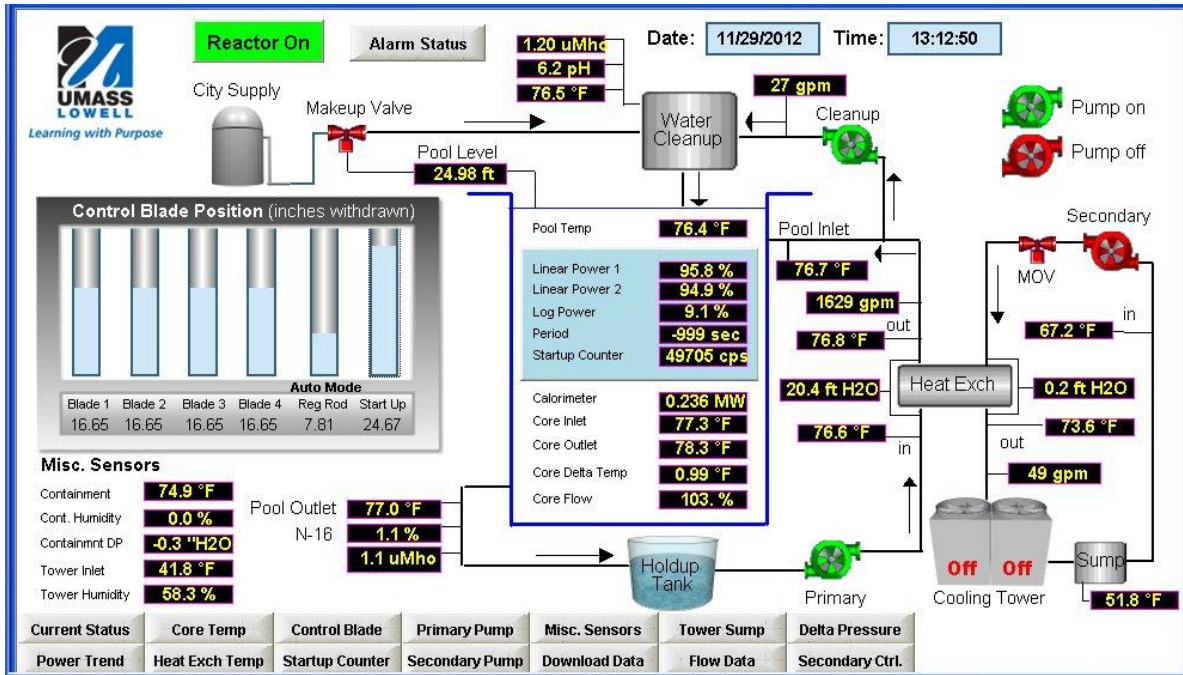 Reactor On
Alarm Status
1.20 uMho
6.2 pH
76.5 °F
Date: 11/29/2012 Time: 13:12:50
UMASS
LOWELL
Learning with Purpose
City Supply
Makeup Valve
Water
Cleanup
27 gpm
Cleanup
Pump on
Pump off
Pool Level
24.98 ft
Control Blade Position (inches withdrawn)
Auto Mode
Blade 1 Blade 2 Blade 3 Blade 4 Reg Rod Start Up
16.65 16.65 16.65 16.65 7.81 24.67
Pool Temp 76.4 °F
Linear Power 1 95.8 %
Linear Power 2 94.9 %
Log Power 9.1 %
Period -999 sec
Startup Counter 49705 cps
Calorimeter 0.236 MW
Core Inlet 77.3 °F
Core Outlet 78.3 °F
Core Delta Temp 0.99 °F
Core Flow 103. %
Pool Inlet
76.7 °F
1629 gpm
out
76.8 °F
20.4 ft H2O
Heat Exch
0.2 ft H2O
76.6 °F
in
Secondary
MOV
in
67.2 °F
73.6 °F
out
49 gpm
Misc. Sensors
Containment 74.9 °F
Cont. Humidity 0.0 %
Containmnt DP -0.3 "H2O
Tower Inlet 41.8 °F
Tower Humidity 58.3 %
Pool Outlet 77.0 °F
N-16 1.1 %
1.1 uMho
Holdup
Tank
Primary
Off Off
Cooling Tower
Sump
51.8 °F
Current Status Core Temp Control Blade Primary Pump Misc. Sensors Tower Sump Delta Pressure
Power Trend Heat Exch Temp Startup Counter Secondary Pump Download Data Flow Data Secondary Ctrl.